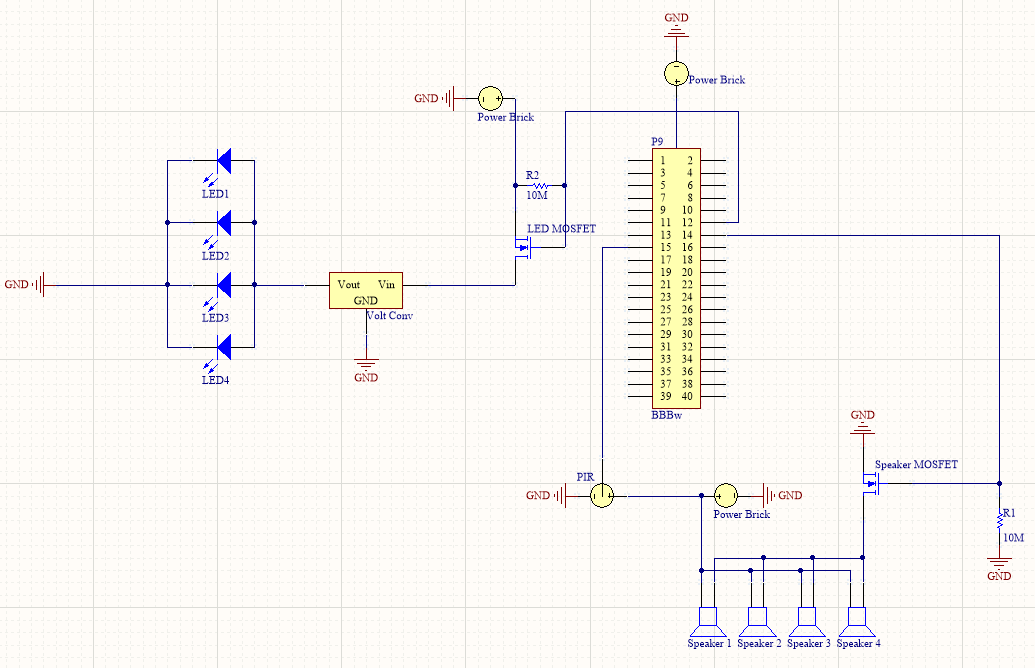 GND
Power Brick
GND
Power Brick
P9
1 2
3 4
5 6
7 8
9 10
11 12
13 14
15 16
17 18
19 20
21 22
23 24
25 26
27 28
29 30
31 32
33 34
35 36
37 38
39 40
BBBw
R2
10M
LED MOSFET
LED1
LED2
LED3
LED4
GND
Vout Vin
GND
Volt Conv
GND
GND
Speaker MOSFET
PIR
GND
GND
Power Brick
R1
10M
GND
Speaker 1 Speaker 2 Speaker 3 Speaker 4